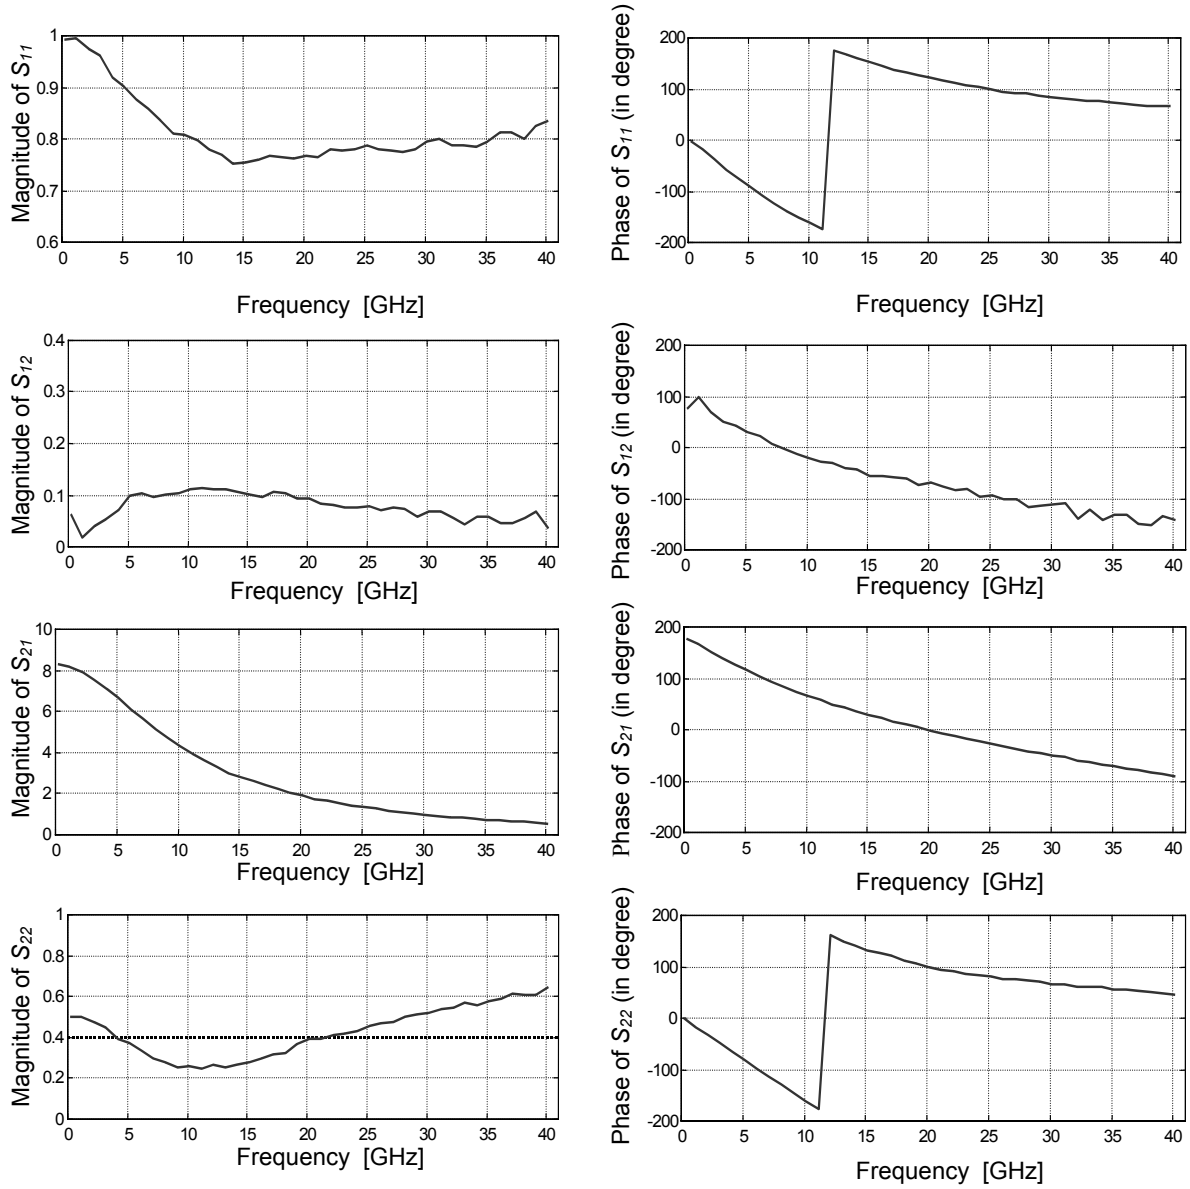 Magnitude of S11
1
0.9
0.8
0.7
0.6
0 5 10 15 20 25 30 35 40
Frequency [GHz]
Phase of S11 (in degree)
200
100
0
-100
-200
0 5 10 15 20 25 30 35 40
Frequency [GHz]
Magnitude of S12
0.4
0.3
0.2
0.1
0
0 5 10 15 20 25 30 35 40
Frequency [GHz]
Phase of S12 (in degree)
200
100
0
-100
-200
0 5 10 15 20 25 30 35 40
Frequency [GHz]
Magnitude of S21
10
8
6
4
2
0
0 5 10 15 20 25 30 35 40
Frequency [GHz]
Phase of S21 (in degree)
200
100
0
-100
-200
0 5 10 15 20 25 30 35 40
Frequency [GHz]
Magnitude of S22
1
0.8
0.6
0.4
0.2
0
0 5 10 15 20 25 30 35 40
Frequency [GHz]
Phase of S22 (in degree)
200
100
0
-100
-200
0 5 10 15 20 25 30 35 40
Frequency [GHz]